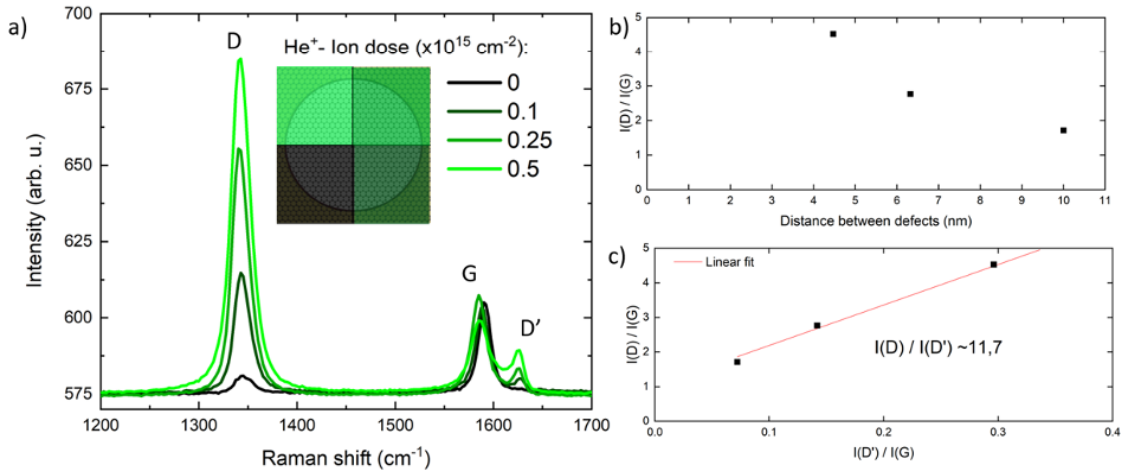 a)
700
675
650
625
600
575
Intensity (arb. u.)
D
He⁺- Ion dose (x10¹⁵ cm⁻²):
0
0.1
0.25
0.5
G
D'
1200 1300 1400 1500 1600 1700
Raman shift (cm⁻¹)
b)
5
4
3
2
1
0
I(D) / I(G)
0 1 2 3 4 5 6 7 8 9 10 11
Distance between defects (nm)
c)
5
4
3
2
1
0
I(D) / I(G)
Linear fit
I(D) / I(D') ~11,7
0.0 0.1 0.2 0.3 0.4
I(D') / I(G)